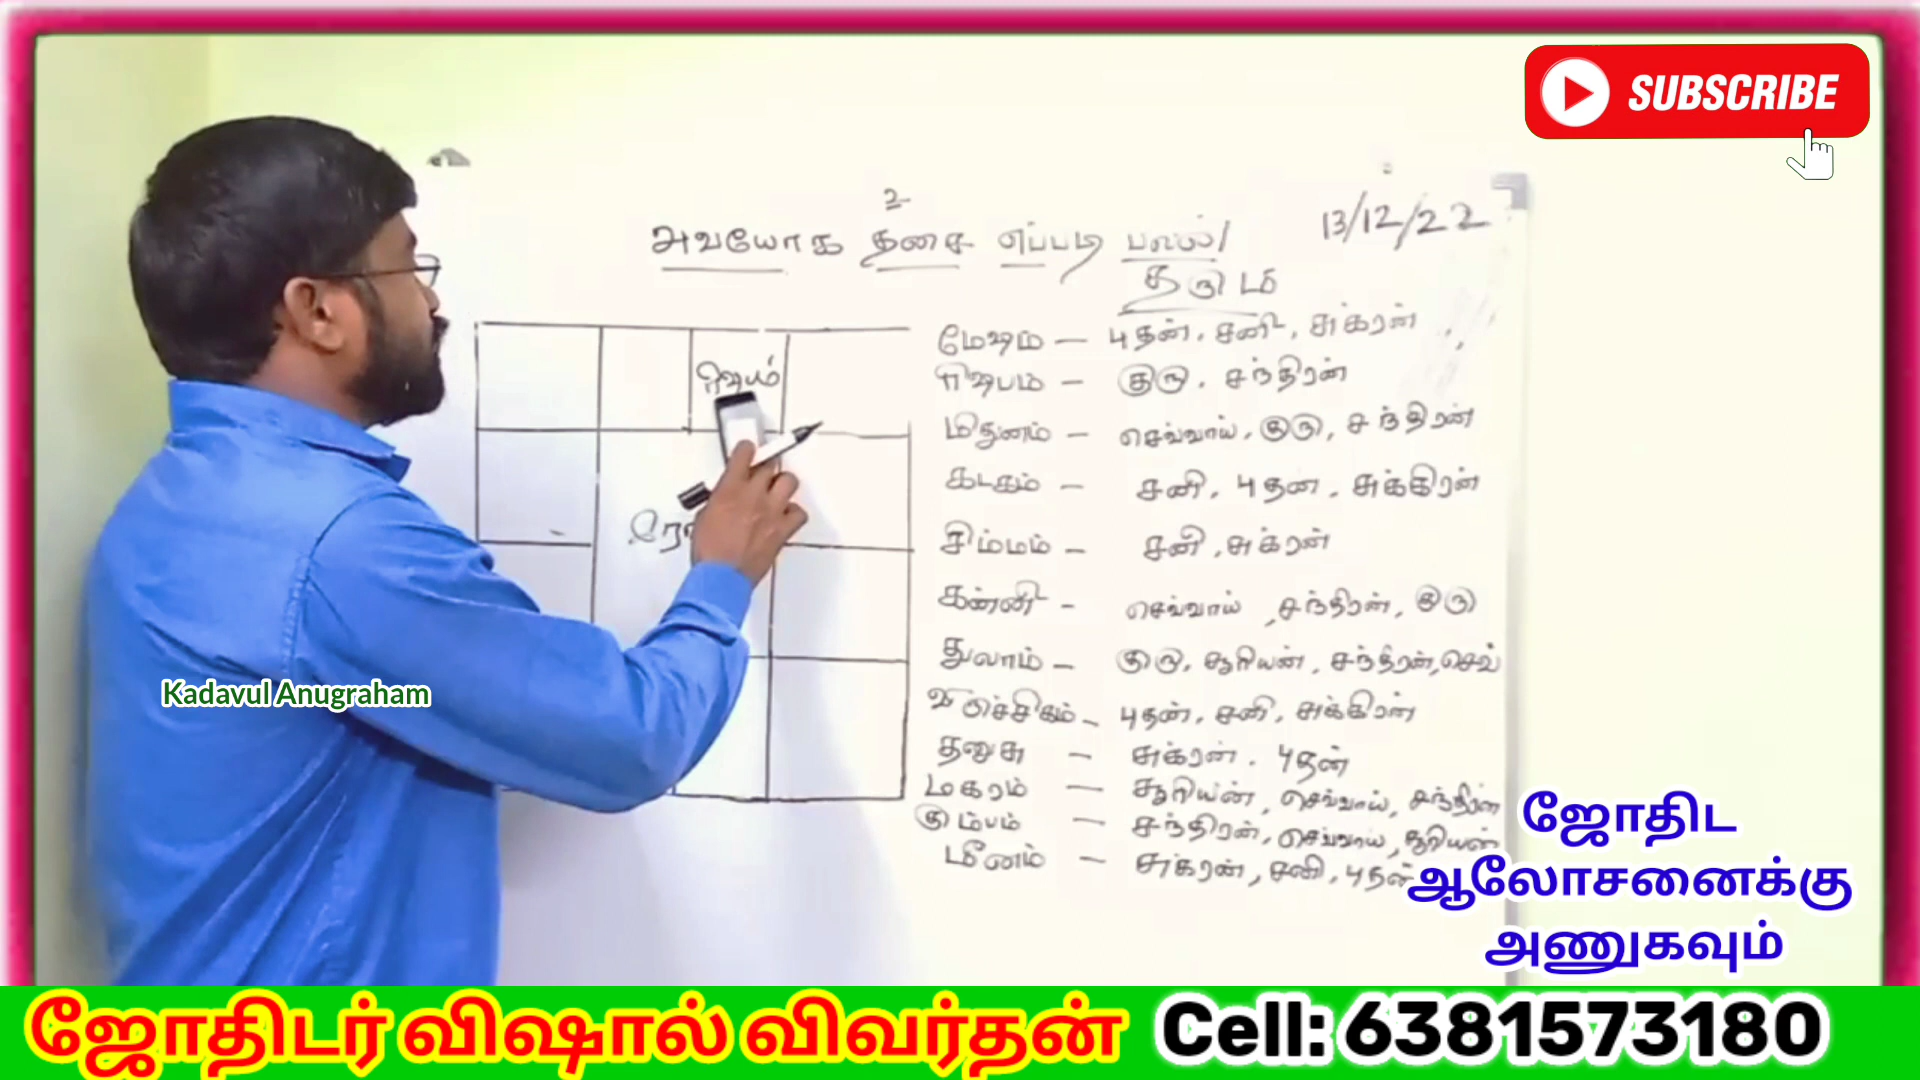 SUBSCRIBE
உ
13/12/22
அவயோக தசை எப்படி பலன்
தரும்
மேஷம் – புதன், சனி, சுக்ரன்
ரிஷபம் – குரு, சந்திரன்
மிதுனம் – செவ்வாய், குரு, சந்திரன்
கடகம் – சனி, புதன், சுக்கிரன்
சிம்மம் – சனி, சுக்ரன்
கன்னி – செவ்வாய், சந்திரன், குரு
துலாம் – குரு, சூரியன், சந்திரன், செவ்
விருச்சிகம் – புதன், சனி, சுக்கிரன்
தனுசு – சுக்ரன், புதன்
மகரம் – சூரியன், செவ்வாய், சந்திரன்
கும்பம் – சந்திரன், செவ்வாய், சூரியன்
மீனம் – சுக்ரன், சனி, புதன்
Kadavul Anugraham
ஜோதிட
ஆலோசனைக்கு
அணுகவும்
ஜோதிடர் விஷால் விவர்தன் Cell: 6381573180